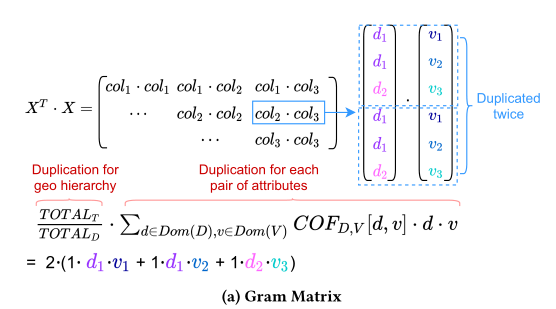 X^T · X = ( col_1 · col_1 col_1 · col_2 col_1 · col_3
⋯ col_2 · col_2 col_2 · col_3
⋯ col_3 · col_3 )
d_1 v_1
d_1 v_2
d_2 v_3
·
d_1 v_1
d_1 v_2
d_2 v_3
Duplicated
twice
Duplication for
geo hierarchy
Duplication for each
pair of attributes
TOTAL_T / TOTAL_D · ∑_{d∈Dom(D),v∈Dom(V)} COF_{D,V}[d, v] · d · v
= 2·(1· d_1·v_1 + 1·d_1·v_2 + 1·d_2·v_3)
(a) Gram Matrix